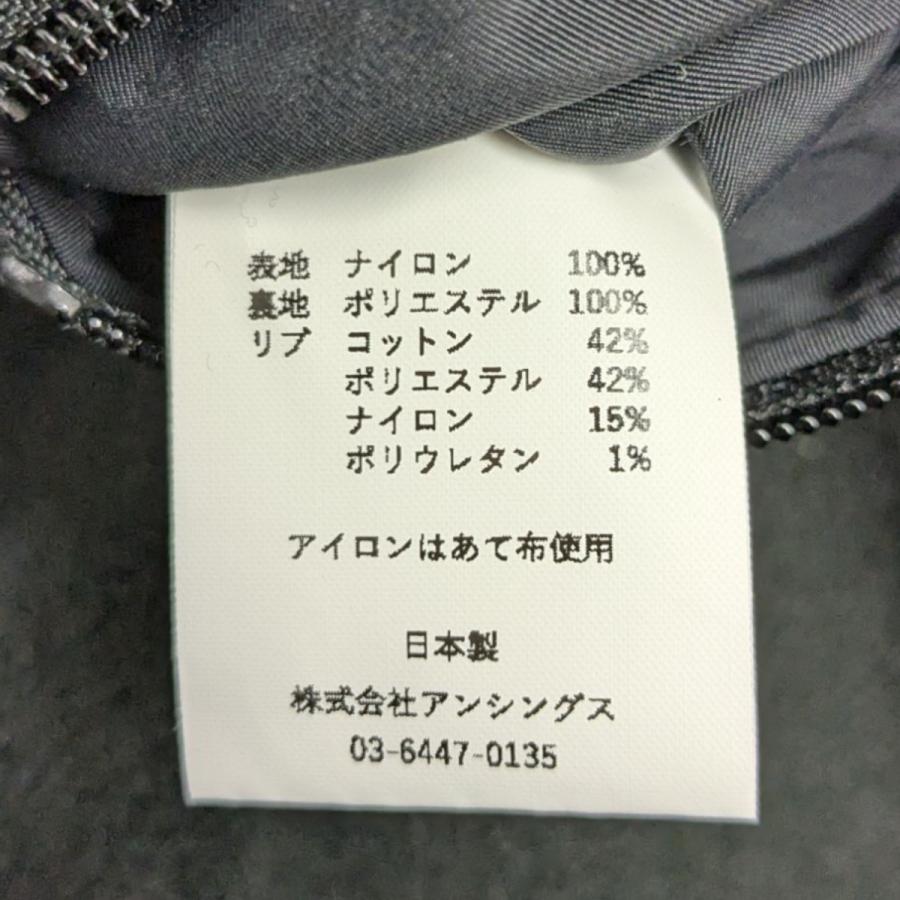 表地 ナイロン 100%
裏地 ポリエステル 100%
リブ コットン 42%
ポリエステル 42%
ナイロン 15%
ポリウレタン 1%
アイロンはあて布使用
日本製
株式会社アンシングス
03-6447-0135